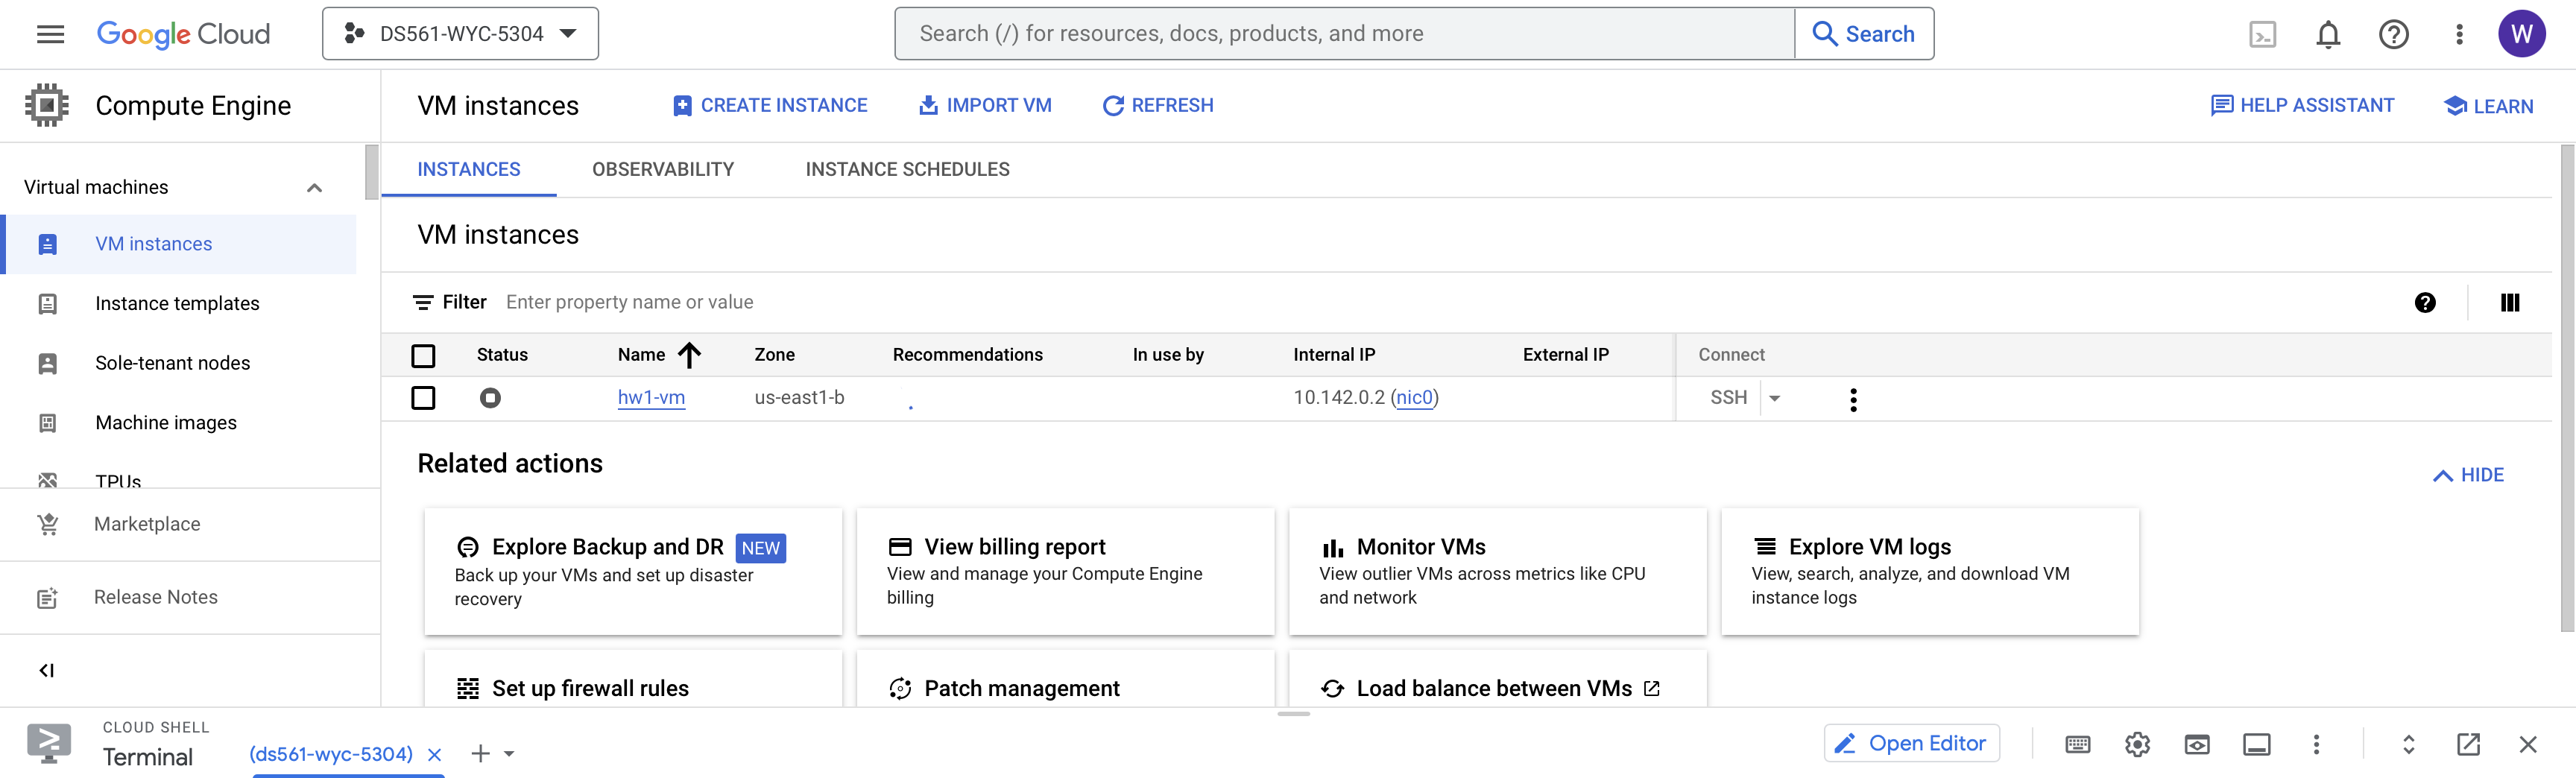 Google Cloud
DS561-WYC-5304
Search (/) for resources, docs, products, and more
Search
W
Compute Engine
VM instances
CREATE INSTANCE
IMPORT VM
REFRESH
HELP ASSISTANT
LEARN
Virtual machines
VM instances
Instance templates
Sole-tenant nodes
Machine images
TPUs
Marketplace
Release Notes
INSTANCES
OBSERVABILITY
INSTANCE SCHEDULES
VM instances
Filter Enter property name or value
Status Name Zone Recommendations In use by Internal IP External IP Connect
hw1-vm us-east1-b 10.142.0.2 (nic0) SSH
Related actions
HIDE
Explore Backup and DR NEW
Back up your VMs and set up disaster
recovery
View billing report
View and manage your Compute Engine
billing
Monitor VMs
View outlier VMs across metrics like CPU
and network
Explore VM logs
View, search, analyze, and download VM
instance logs
Set up firewall rules
Patch management
Load balance between VMs
CLOUD SHELL
Terminal
(ds561-wyc-5304)
Open Editor